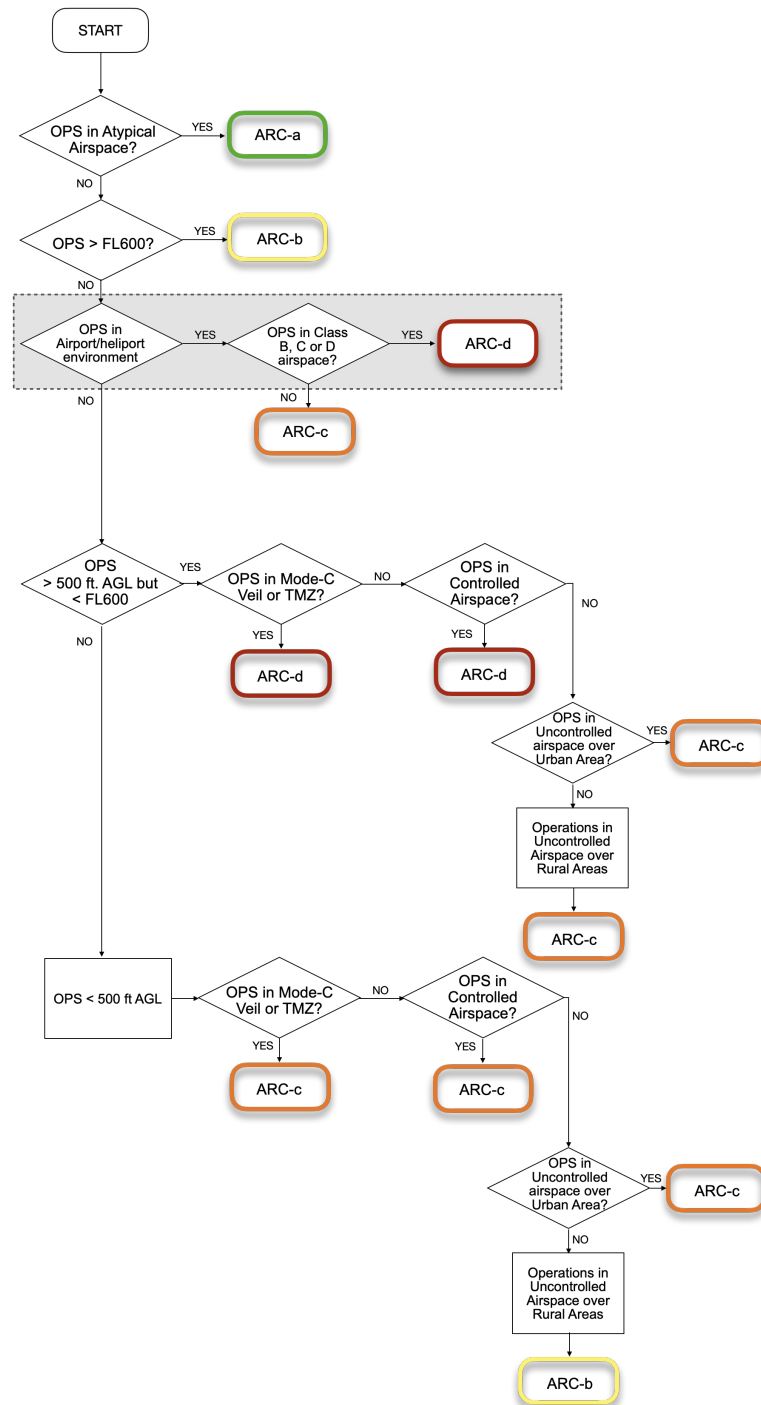 START
OPS in Atypical
Airspace?
YES
ARC-a
NO
OPS > FL600?
YES
ARC-b
NO
OPS in
Airport/heliport
environment
YES
OPS in Class
B, C or D
airspace?
YES
ARC-d
NO
NO
ARC-c
OPS
> 500 ft. AGL but
< FL600
YES
OPS in Mode-C
Veil or TMZ?
NO
OPS in
Controlled
Airspace?
NO
NO
YES
ARC-d
YES
ARC-d
OPS in
Uncontrolled
airspace over
Urban Area?
YES
ARC-c
NO
Operations in
Uncontrolled
Airspace over
Rural Areas
ARC-c
OPS < 500 ft AGL
OPS in Mode-C
Veil or TMZ?
NO
OPS in
Controlled
Airspace?
NO
YES
ARC-c
YES
ARC-c
OPS in
Uncontrolled
airspace over
Urban Area?
YES
ARC-c
NO
Operations in
Uncontrolled
Airspace over
Rural Areas
ARC-b